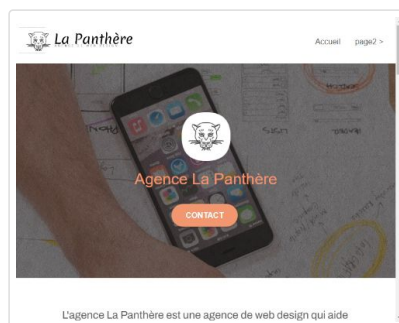 La Panthère
Accueil page2 >
Agence La Panthère
CONTACT
L'agence La Panthère est une agence de web design qui aide